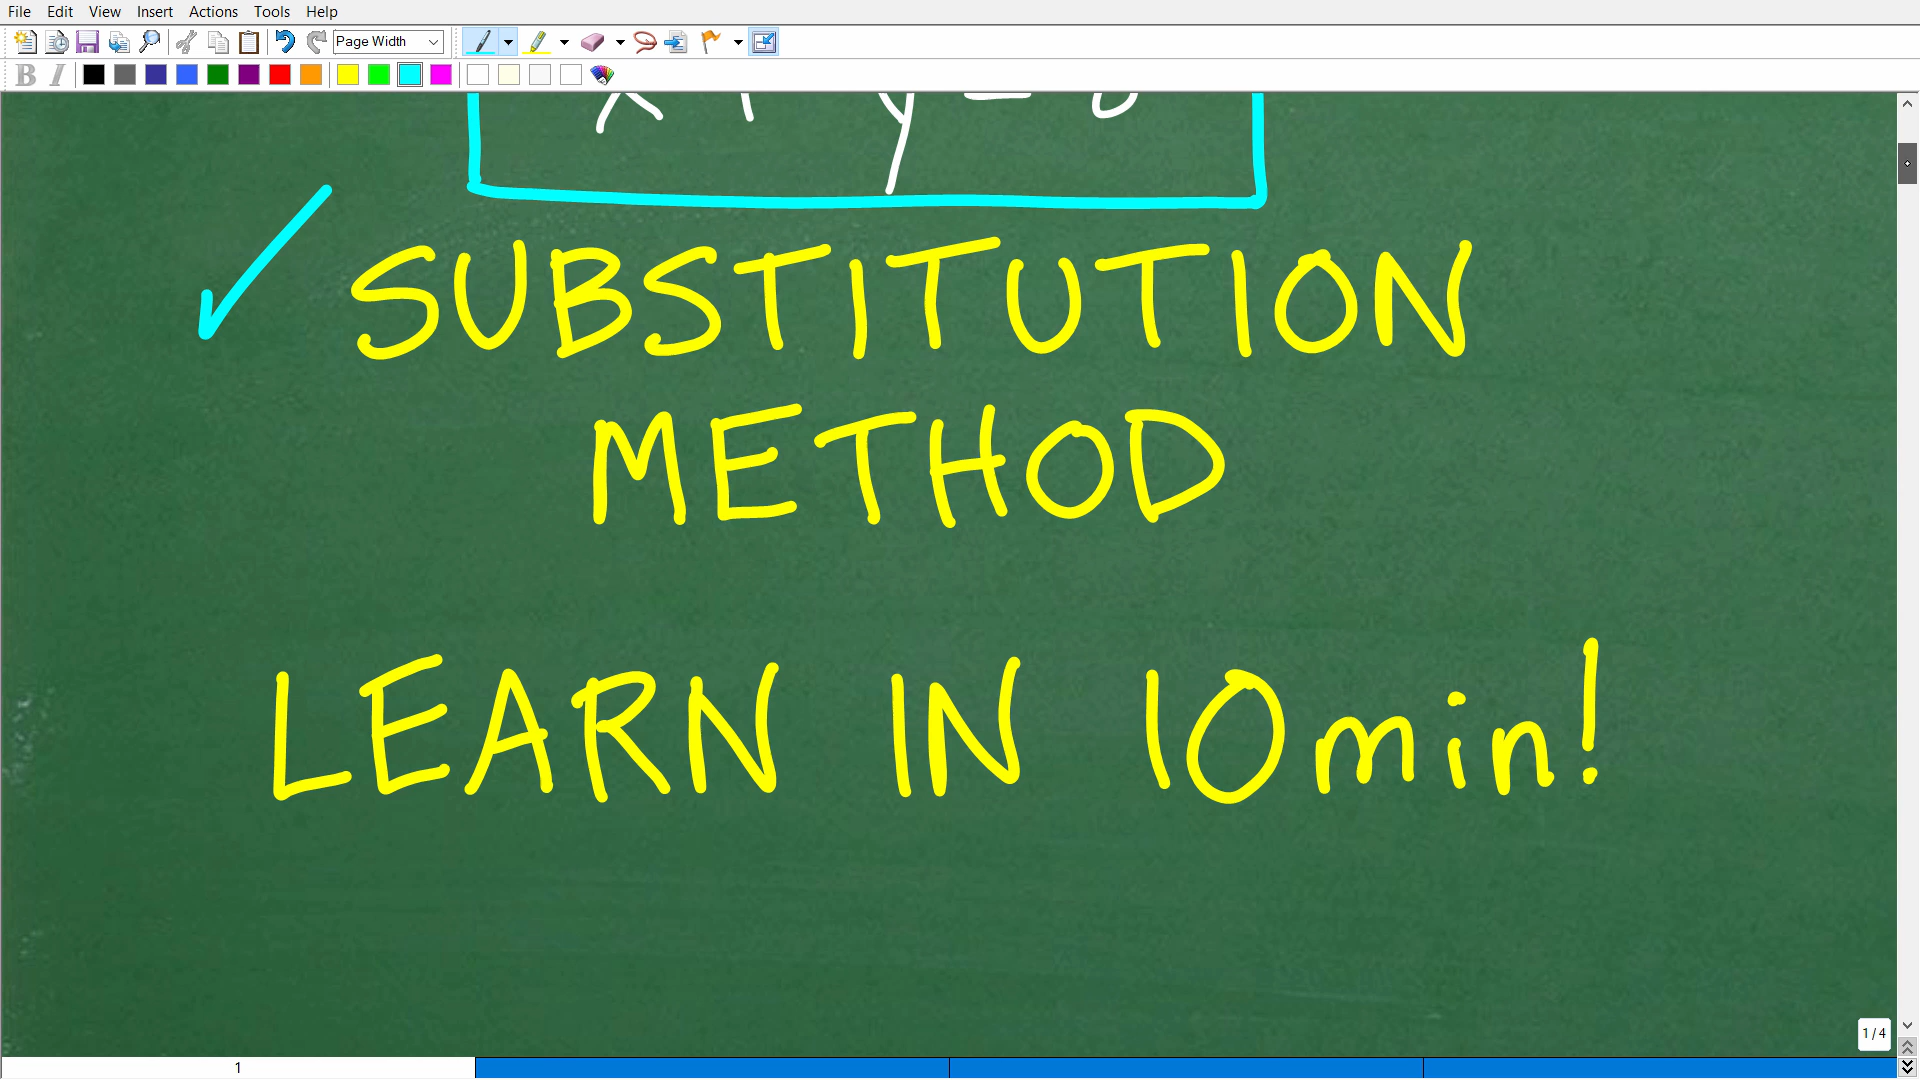 File Edit View Insert Actions Tools Help
Page Width
B I
SUBSTITUTION
METHOD
LEARN IN 10min!
1 / 4
1